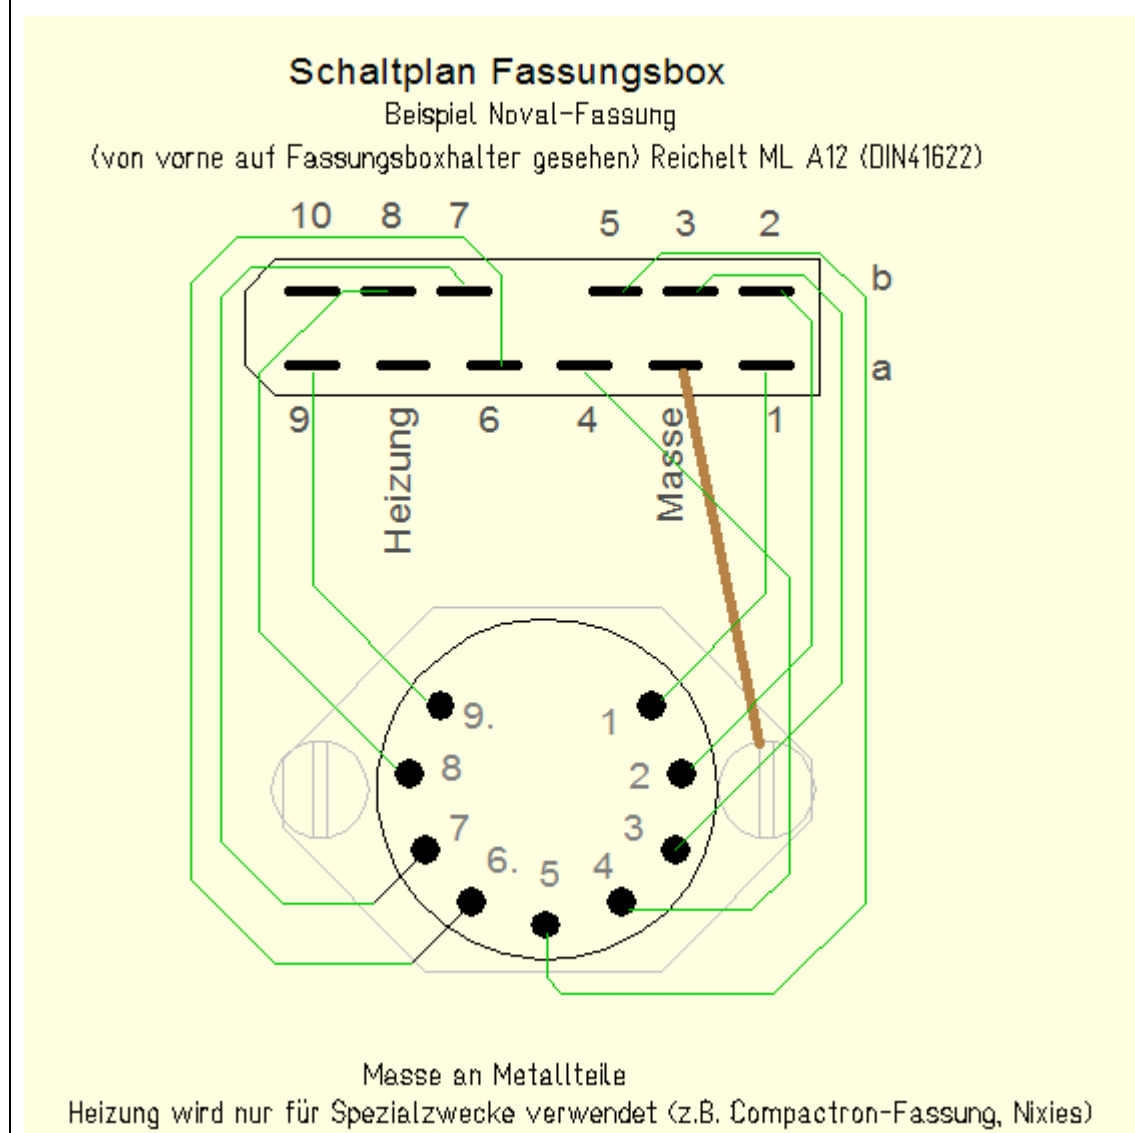 Schaltplan Fassungsbox
Beispiel Noval-Fassung
(von vorne auf Fassungsboxhalter gesehen) Reichelt ML A12 (DIN41622)
10 8 7 5 3 2
b
a
9 Heizung 6 4 Masse 1
9. 1
8 2
7 3
6. 5 4
Masse an Metallteile
Heizung wird nur für Spezialzwecke verwendet (z.B. Compactron-Fassung, Nixies)